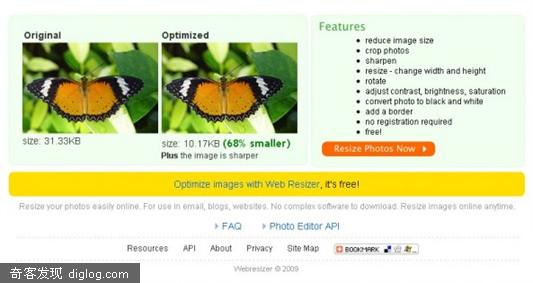 Original
Optimized
size: 31.33KB
size: 10.17KB (68% smaller)
Plus the image is sharper
Features
reduce image size
crop photos
sharpen
resize - change width and height
rotate
adjust contrast, brightness, saturation
convert photo to black and white
add a border
no registration required
free!
Resize Photos Now
Optimize images with Web Resizer, it's free!
Resize your photos easily online. For use in email, blogs, websites. No complex software to download. Resize images online anytime.
FAQ Photo Editor API
Resources API About Privacy Site Map BOOKMARK
Webresizer © 2009
奇客发现 diglog.com